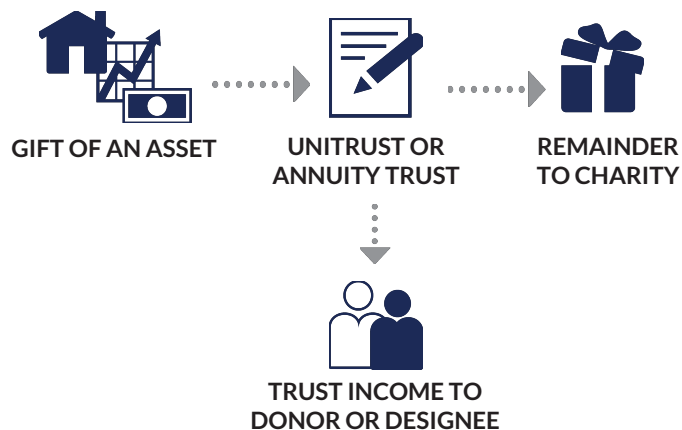 GIFT OF AN ASSET
UNITRUST OR
ANNUITY TRUST
REMAINDER
TO CHARITY
TRUST INCOME TO
DONOR OR DESIGNEE